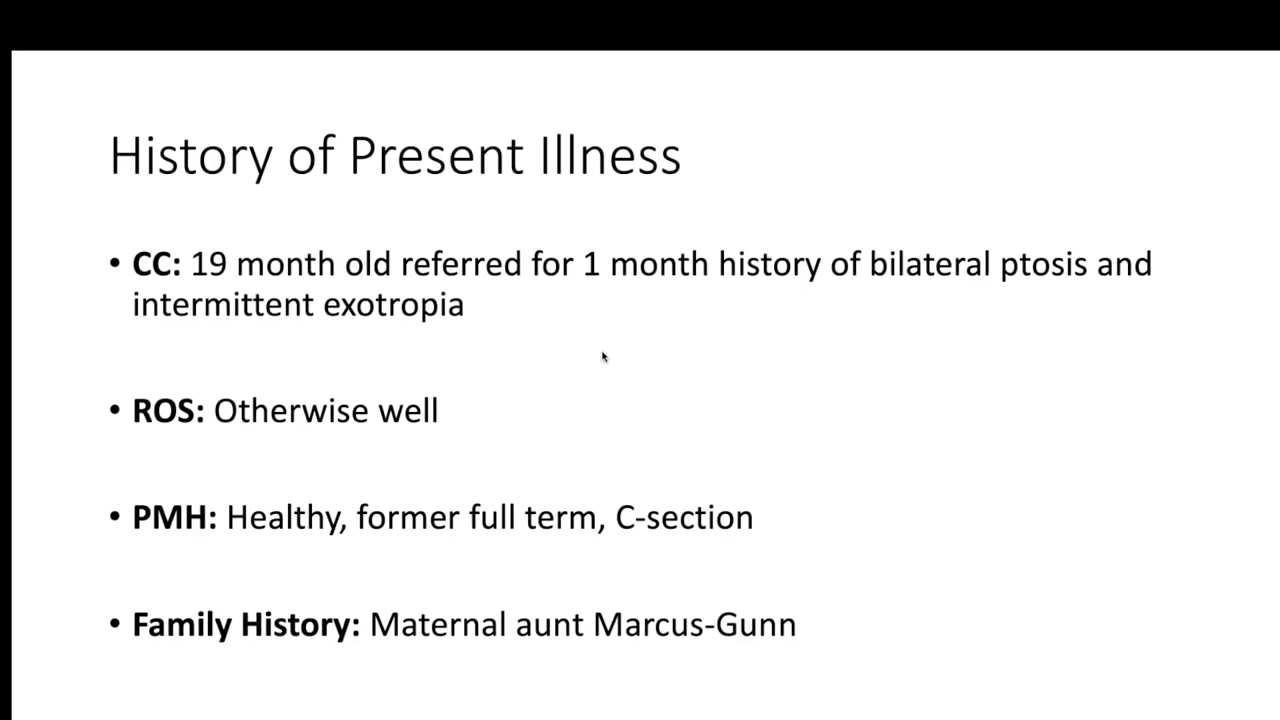 History of Present Illness
• CC: 19 month old referred for 1 month history of bilateral ptosis and
intermittent exotropia
• ROS: Otherwise well
• PMH: Healthy, former full term, C-section
• Family History: Maternal aunt Marcus-Gunn